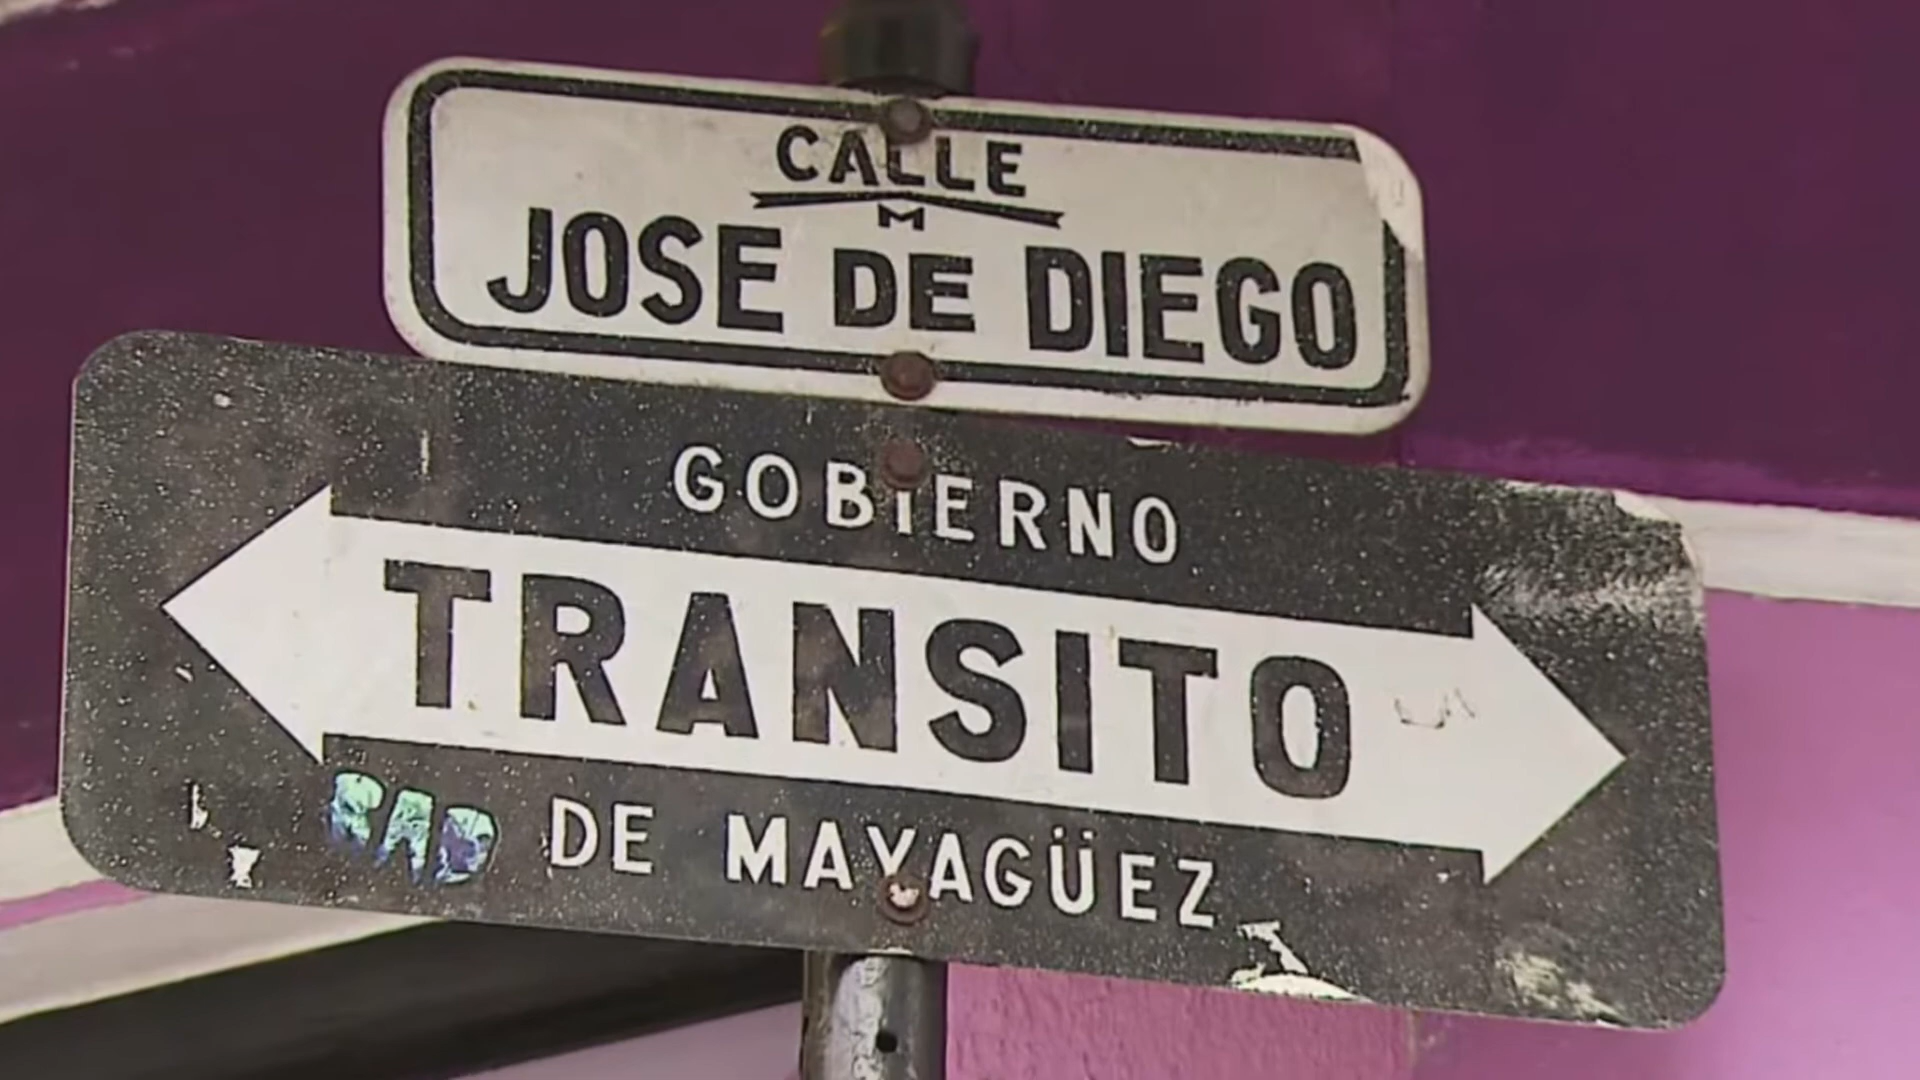 CALLE
M
JOSE DE DIEGO
GOBIERNO
TRANSITO
DE MAYAGÜEZ